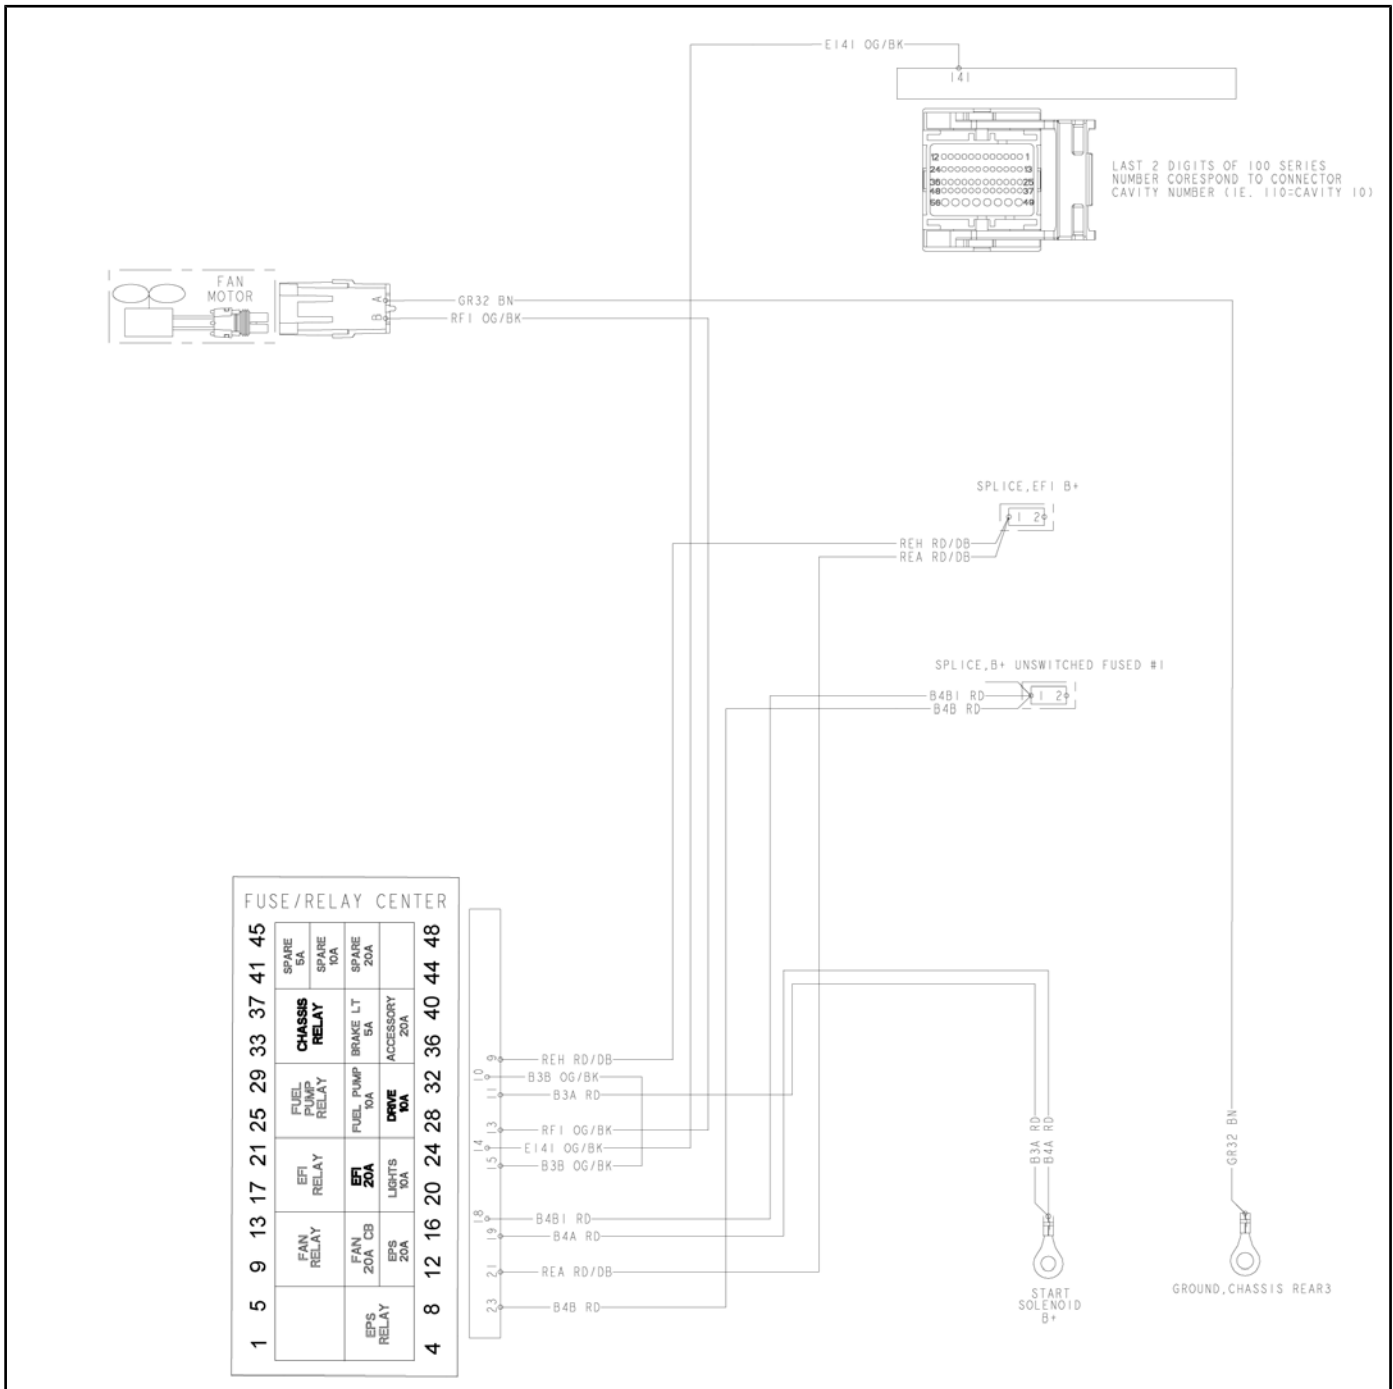 E141 OG/BK
141
12 1
24 13
36 25
48 37
56 49
LAST 2 DIGITS OF 100 SERIES
NUMBER CORESPOND TO CONNECTOR
CAVITY NUMBER (IE. 110=CAVITY 10)
FAN
MOTOR
A
B
GR32 BN
RF1 OG/BK
SPLICE,EFI B+
1 2
REH RD/DB
REA RD/DB
SPLICE,B+ UNSWITCHED FUSED #1
1 2
B4B1 RD
B4B RD
FUSE/RELAY CENTER
1 5 9 13 17 21 25 29 33 37 41 45
SPARE
5A
SPARE
10A
SPARE
20A
CHASSIS
RELAY
BRAKE LT
5A
ACCESSORY
20A
FUEL
PUMP
RELAY
FUEL PUMP
10A
DRIVE
10A
EFI
RELAY
EFI
20A
LIGHTS
10A
FAN
RELAY
FAN
20A CB
EPS
20A
EPS
RELAY
4 8 12 16 20 24 28 32 36 40 44 48
9 REH RD/DB
10 B3B OG/BK
11 B3A RD
13 RF1 OG/BK
14 E141 OG/BK
15 B3B OG/BK
18 B4B1 RD
19 B4A RD
21 REA RD/DB
23 B4B RD
B3A RD
B4A RD
GR32 BN
START
SOLENOID
B+
GROUND,CHASSIS REAR3